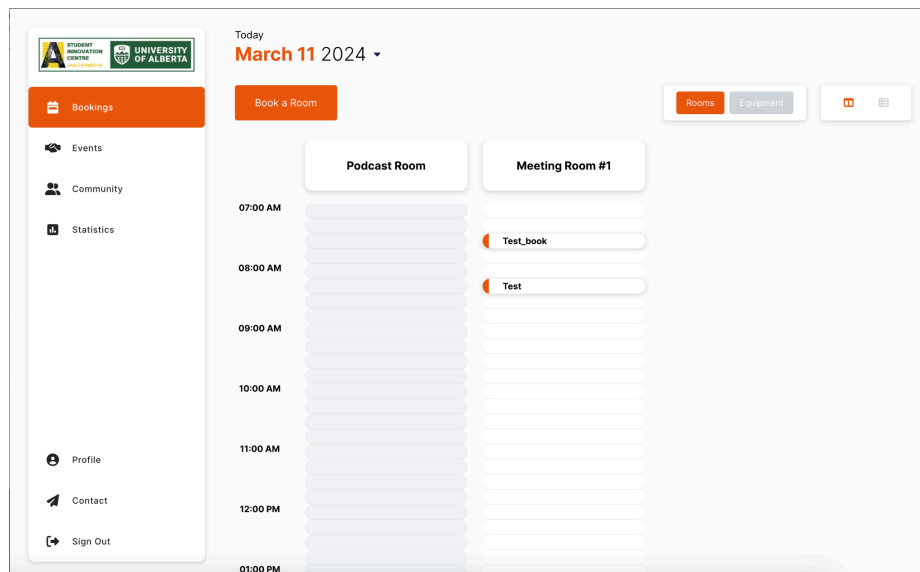 STUDENT
INNOVATION
CENTRE
UNIVERSITY
OF ALBERTA
Bookings
Events
Community
Statistics
Profile
Contact
Sign Out
Today
March 11 2024
Book a Room
Rooms
Equipment
Podcast Room
Meeting Room #1
07:00 AM
Test_book
08:00 AM
Test
09:00 AM
10:00 AM
11:00 AM
12:00 PM
01:00 PM